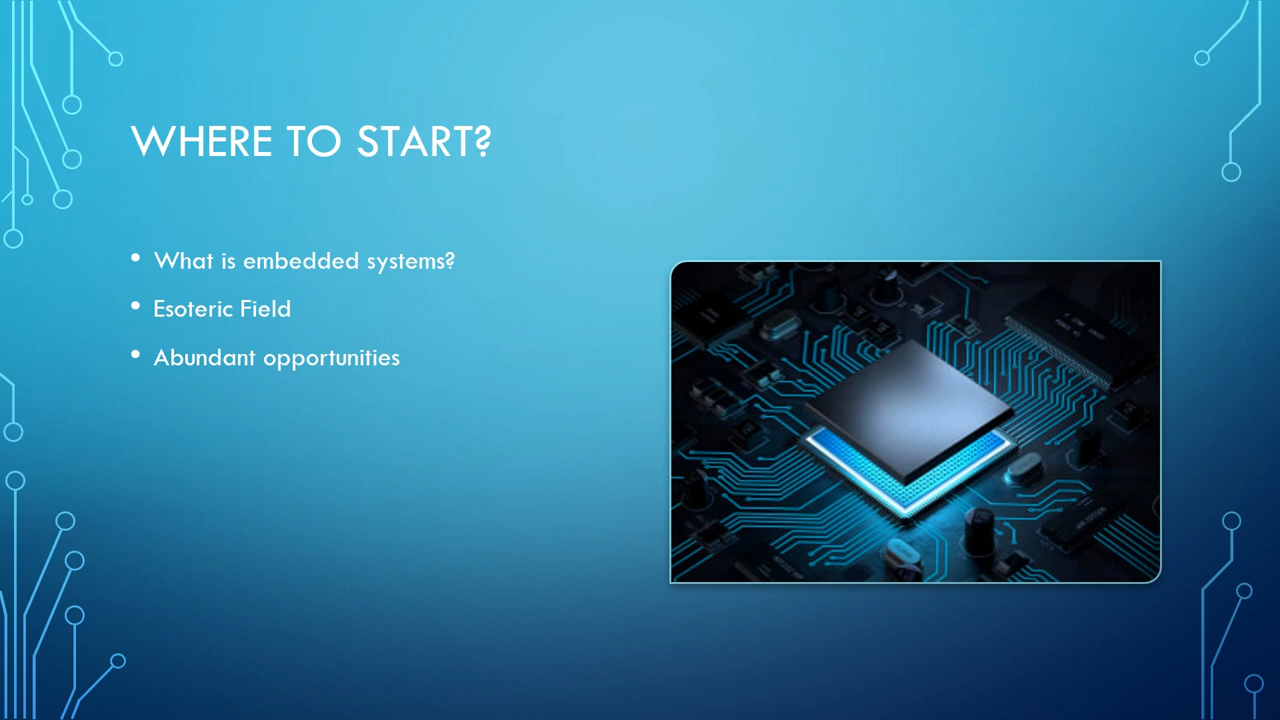 WHERE TO START?
• What is embedded systems?
• Esoteric Field
• Abundant opportunities